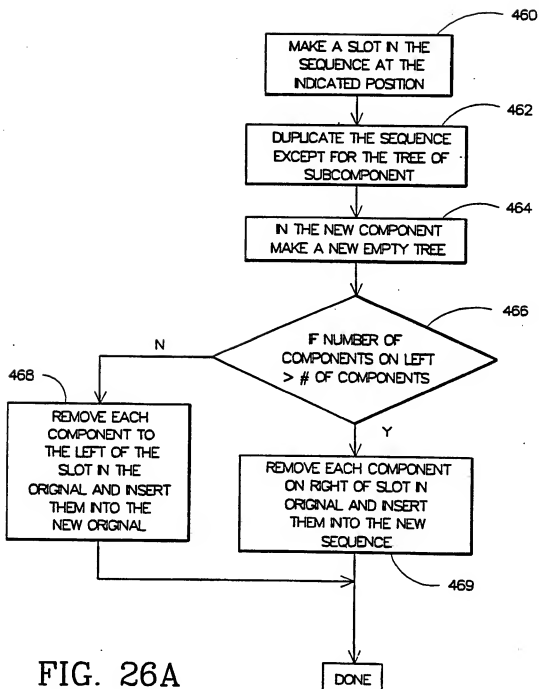 460
MAKE A SLOT IN THE
SEQUENCE AT THE
INDICATED POSITION
462
DUPLICATE THE SEQUENCE
EXCEPT FOR THE TREE OF
SUBCOMPONENT
464
IN THE NEW COMPONENT
MAKE A NEW EMPTY TREE
466
IF NUMBER OF
COMPONENTS ON LEFT
> # OF COMPONENTS
N
Y
468
REMOVE EACH
COMPONENT TO
THE LEFT OF THE
SLOT IN THE
ORIGINAL AND INSERT
THEM INTO THE
NEW ORIGINAL
REMOVE EACH COMPONENT
ON RIGHT OF SLOT IN
ORIGINAL AND INSERT
THEM INTO THE NEW
SEQUENCE
469
DONE
FIG. 26A